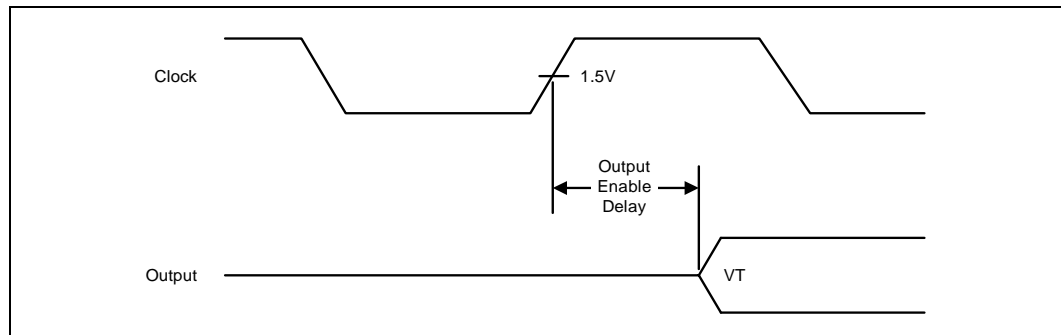 Clock
1.5V
Output
Enable
Delay
Output
VT